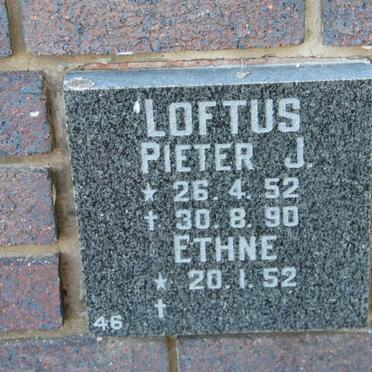 LOFTUS
PIETER J.
★ 26.4.52
† 30.8.90
ETHNE
★ 20.1.52
†
46